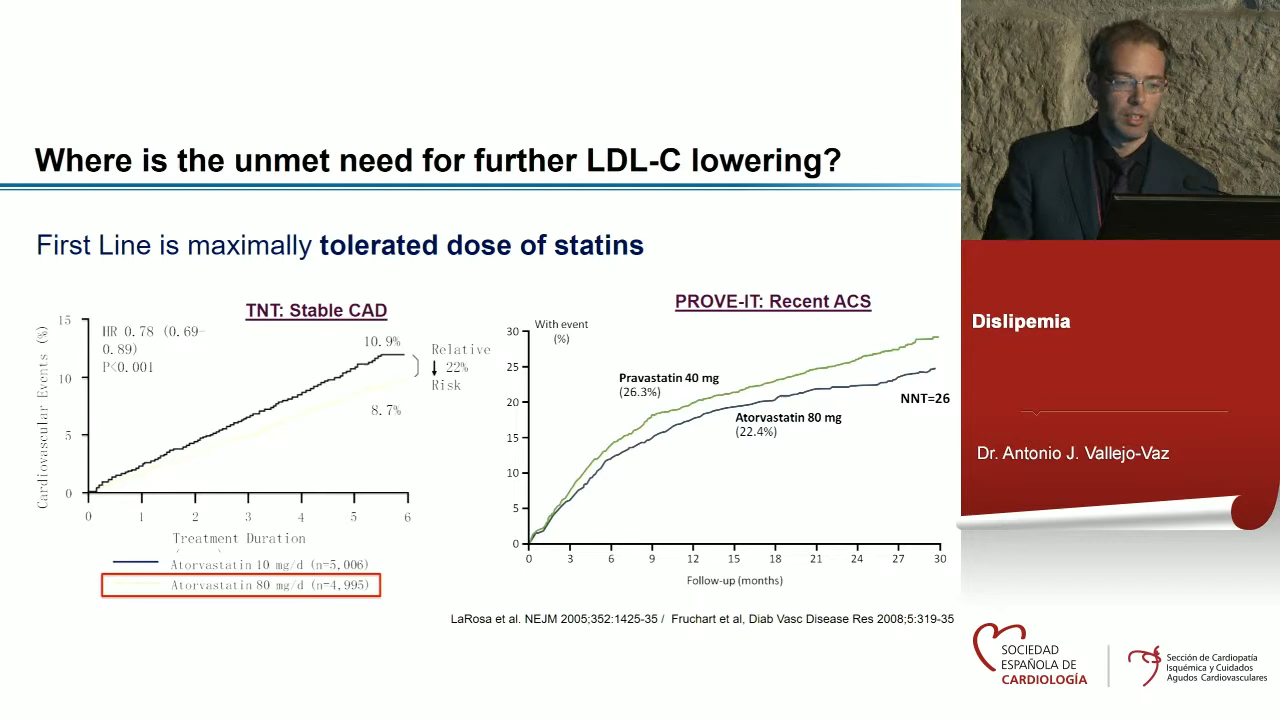 Where is the unmet need for further LDL-C lowering?
First Line is maximally tolerated dose of statins
TNT: Stable CAD
HR 0.78 (0.69-
0.89)
P<0.001
15
10
5
0
Cardiovascular Events (%)
10.9%
8.7%
Relative
22%
Risk
0 1 2 3 4 5 6
Treatment Duration
Atorvastatin 10 mg/d (n=5,006)
Atorvastatin 80 mg/d (n=4,995)
PROVE-IT: Recent ACS
With event
(%)
30
25
20
15
10
5
0
Pravastatin 40 mg
(26.3%)
Atorvastatin 80 mg
(22.4%)
NNT=26
0 3 6 9 12 15 18 21 24 27 30
Follow-up (months)
LaRosa et al. NEJM 2005;352:1425-35 / Fruchart et al, Diab Vasc Disease Res 2008;5:319-35
Dislipemia
Dr. Antonio J. Vallejo-Vaz
SOCIEDAD
ESPAÑOLA DE
CARDIOLOGÍA
Sección de Cardiopatía
Isquémica y Cuidados
Agudos Cardiovasculares